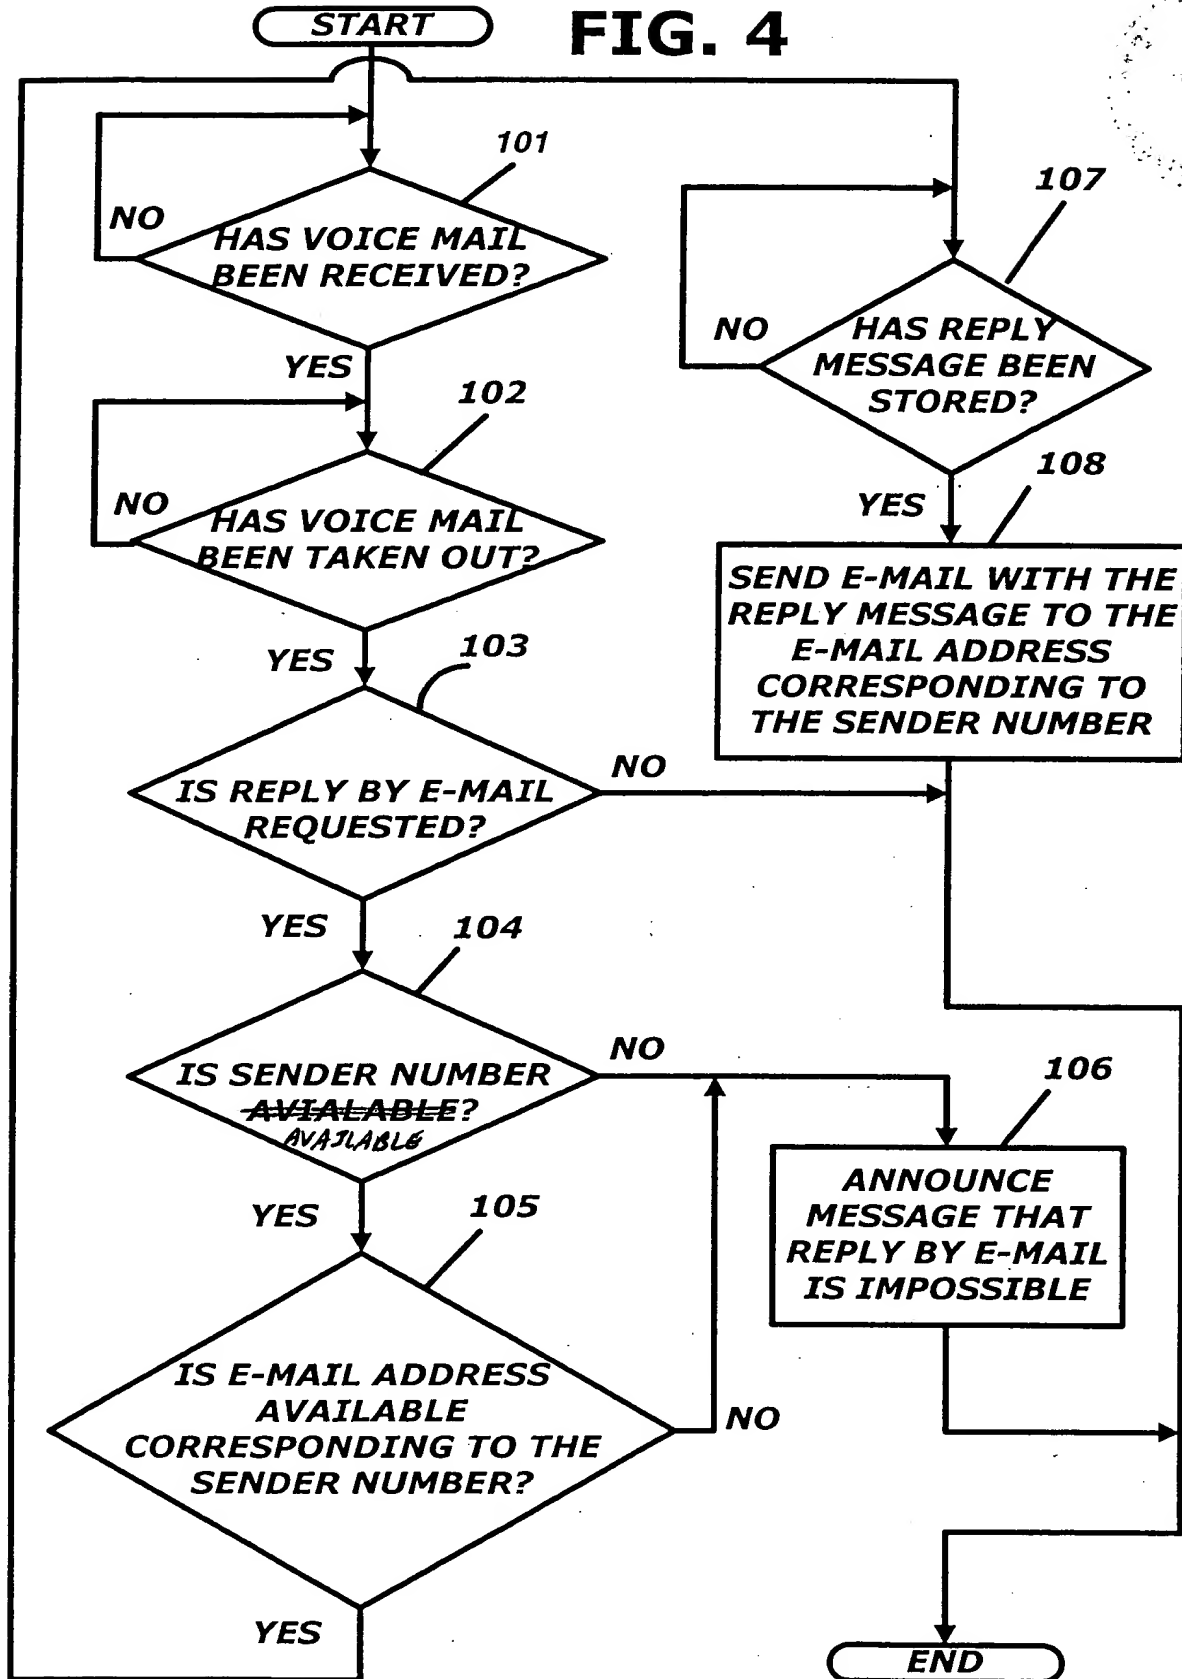 START
FIG. 4
101
NO
HAS VOICE MAIL
BEEN RECEIVED?
YES
102
NO
HAS VOICE MAIL
BEEN TAKEN OUT?
YES
103
IS REPLY BY E-MAIL
REQUESTED?
NO
YES
104
IS SENDER NUMBER
AVIALABLE?
AVAILABLE
NO
YES
105
IS E-MAIL ADDRESS
AVAILABLE
CORRESPONDING TO THE
SENDER NUMBER?
NO
YES
106
ANNOUNCE
MESSAGE THAT
REPLY BY E-MAIL
IS IMPOSSIBLE
107
NO
HAS REPLY
MESSAGE BEEN
STORED?
YES
108
SEND E-MAIL WITH THE
REPLY MESSAGE TO THE
E-MAIL ADDRESS
CORRESPONDING TO
THE SENDER NUMBER
END